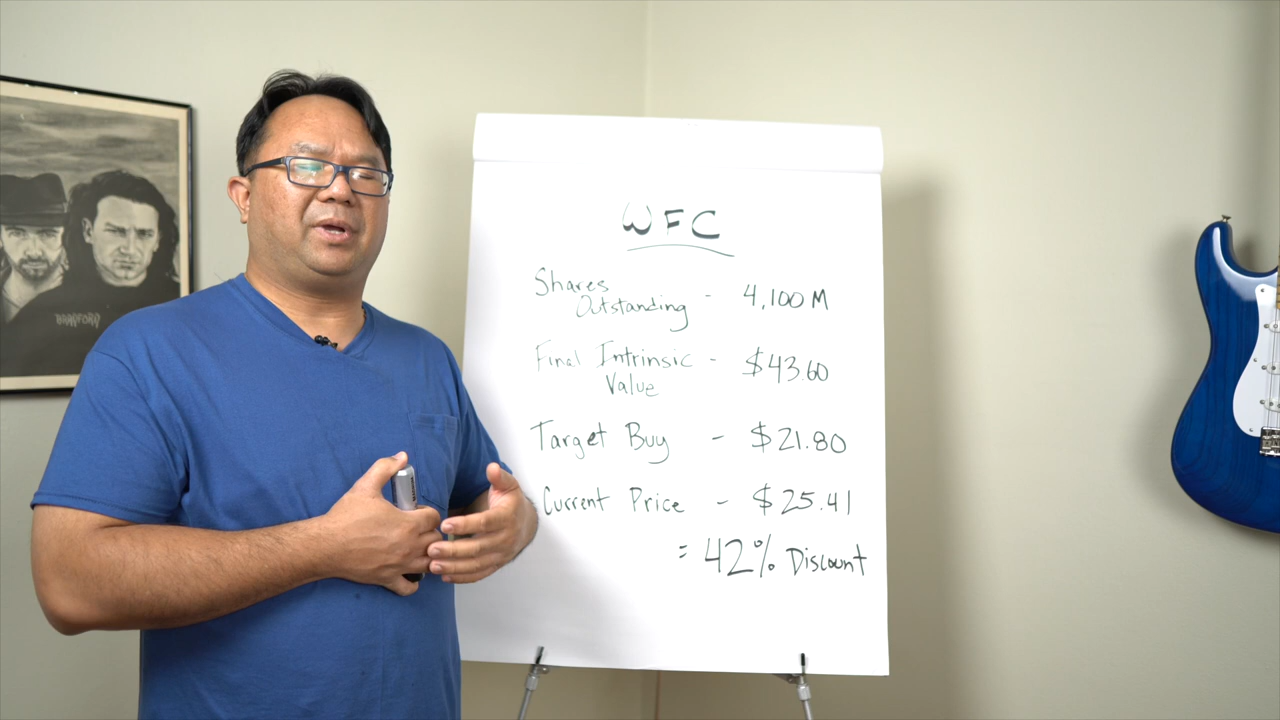 BRADFORD
WFC
Shares
Outstanding - 4,100 M
Final Intrinsic - $43.60
Value
Target Buy - $21.80
Current Price - $25.41
= 42% Discount